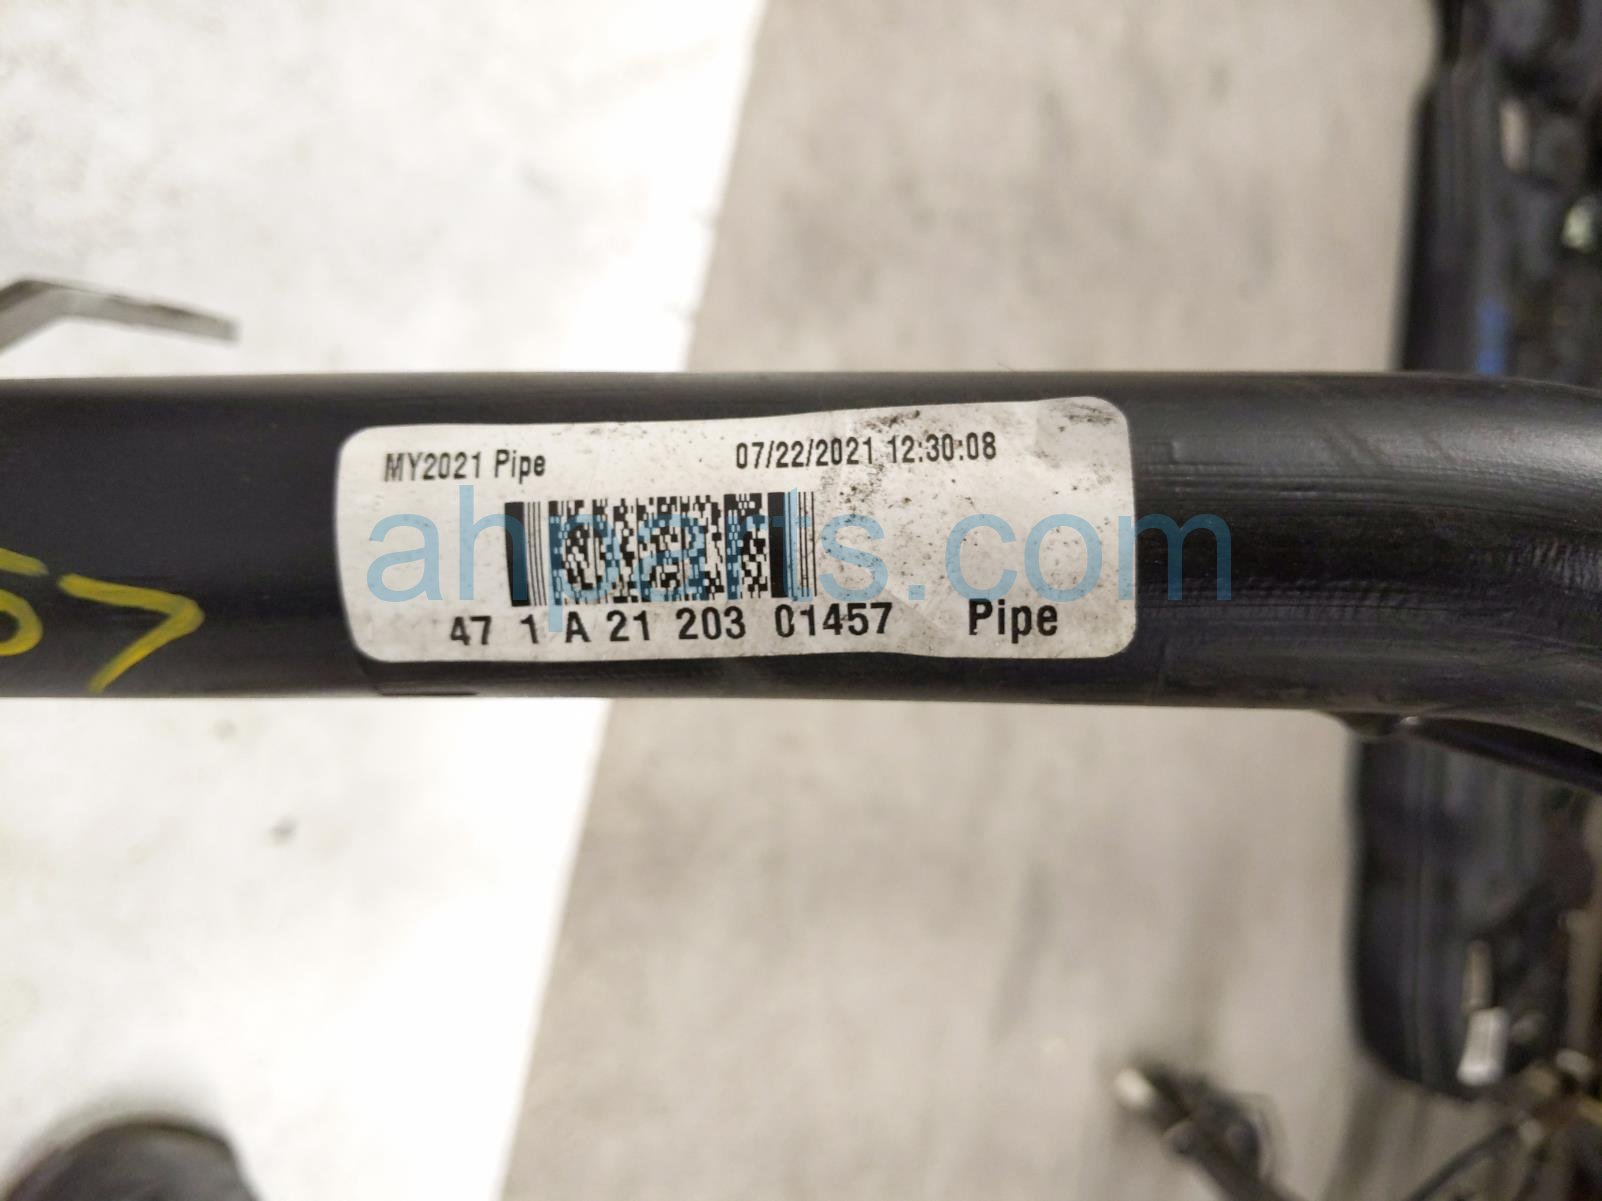 MY2021 Pipe 07/22/2021 12:30:08
ahparts.com
47 1 A 21 203 01457 Pipe